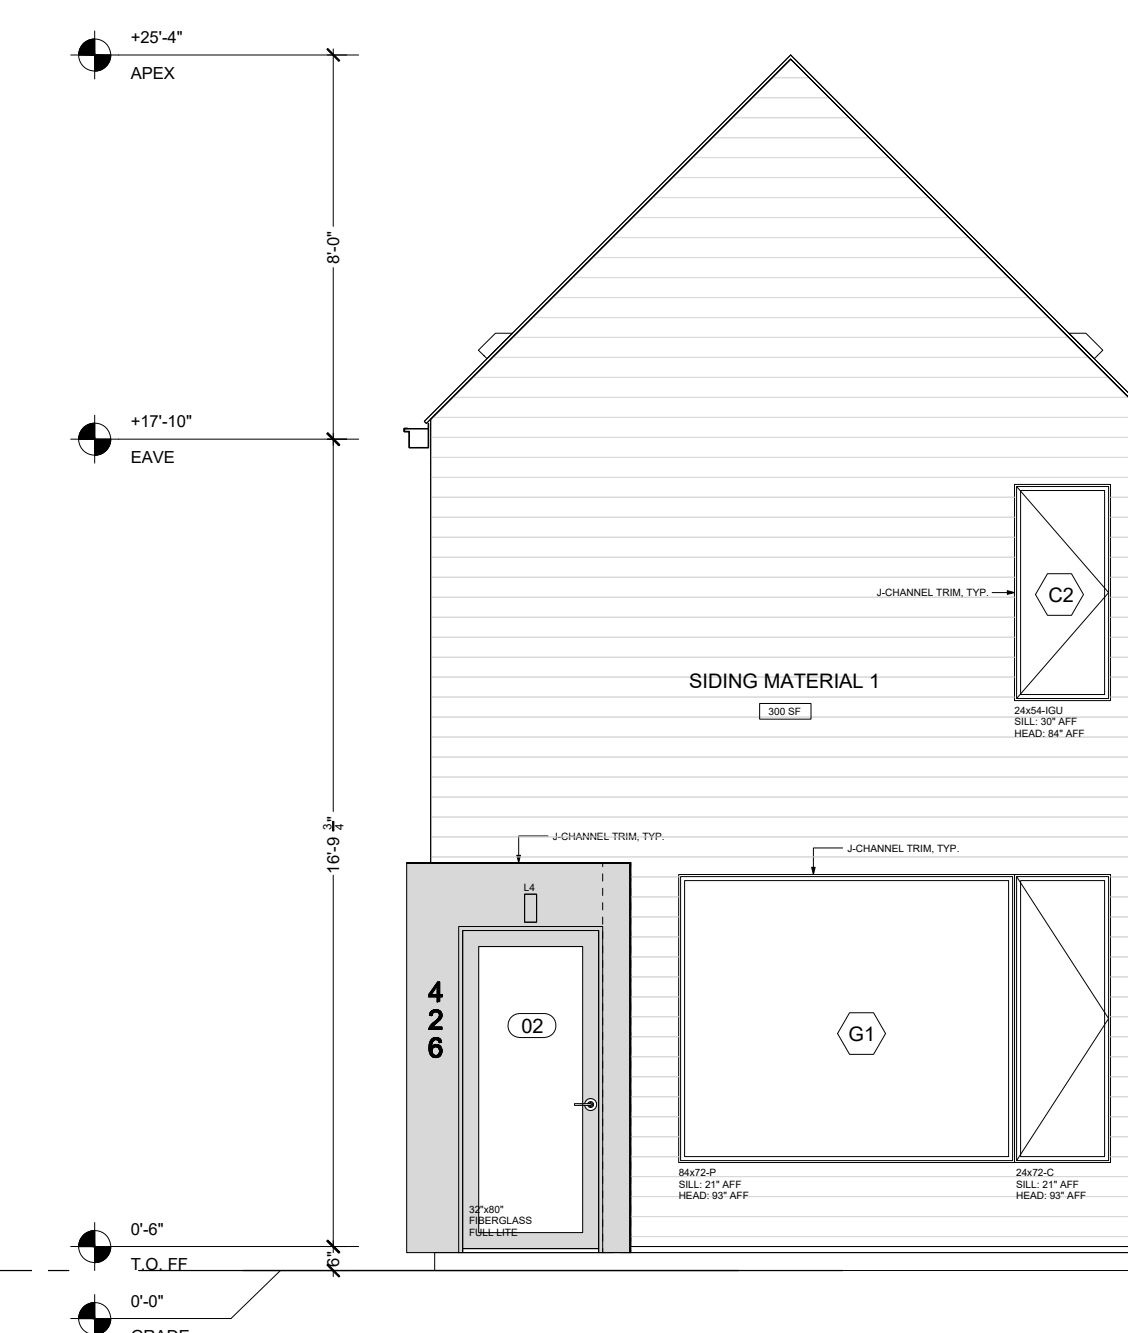 +25'-4"
APEX
8'-0"
+17'-10"
EAVE
J-CHANNEL TRIM, TYP.
C2
SIDING MATERIAL 1
300 SF
24x54-IGU
SILL: 30" AFF
HEAD: 84" AFF
16'-9 3/4"
J-CHANNEL TRIM, TYP.
J-CHANNEL TRIM, TYP.
L4
4
2
6
02
G1
84x72-P
SILL: 21" AFF
HEAD: 93" AFF
24x72-C
SILL: 21" AFF
HEAD: 93" AFF
32"x80"
FIBERGLASS
FULL LITE
0'-6"
T.O. FF
6"
0'-0"
GRADE